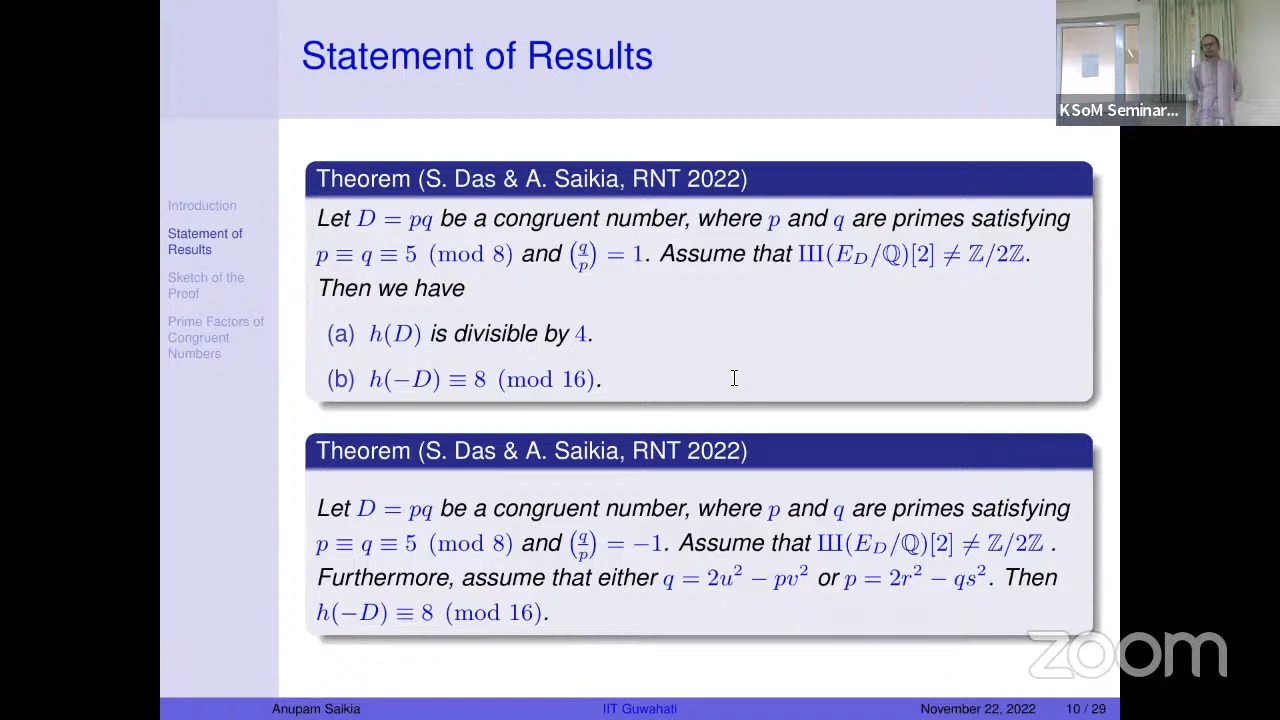 Statement of Results
KSoM Seminar...
Introduction
Statement of
Results
Sketch of the
Proof
Prime Factors of
Congruent
Numbers
Theorem (S. Das & A. Saikia, RNT 2022)
Let D = pq be a congruent number, where p and q are primes satisfying
p ≡ q ≡ 5 (mod 8) and (q/p) = 1. Assume that Ш(E_D/ℚ)[2] ≠ ℤ/2ℤ.
Then we have
(a) h(D) is divisible by 4.
(b) h(−D) ≡ 8 (mod 16).
Theorem (S. Das & A. Saikia, RNT 2022)
Let D = pq be a congruent number, where p and q are primes satisfying
p ≡ q ≡ 5 (mod 8) and (q/p) = −1. Assume that Ш(E_D/ℚ)[2] ≠ ℤ/2ℤ .
Furthermore, assume that either q = 2u² − pv² or p = 2r² − qs². Then
h(−D) ≡ 8 (mod 16).
zoom
Anupam Saikia IIT Guwahati November 22, 2022 10 / 29